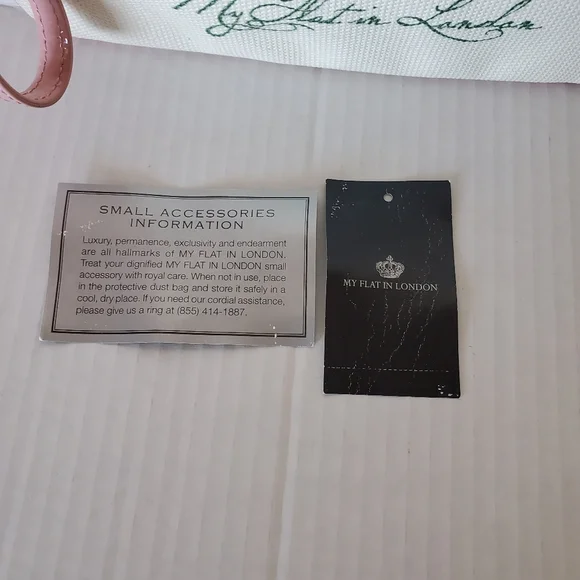 My Flat in London
SMALL ACCESSORIES
INFORMATION
Luxury, permanence, exclusivity and endearment
are all hallmarks of MY FLAT IN LONDON.
Treat your dignified MY FLAT IN LONDON small
accessory with royal care. When not in use, place
in the protective dust bag and store it safely in a
cool, dry place. If you need our cordial assistance,
please give us a ring at (855) 414-1887.
MY FLAT IN LONDON